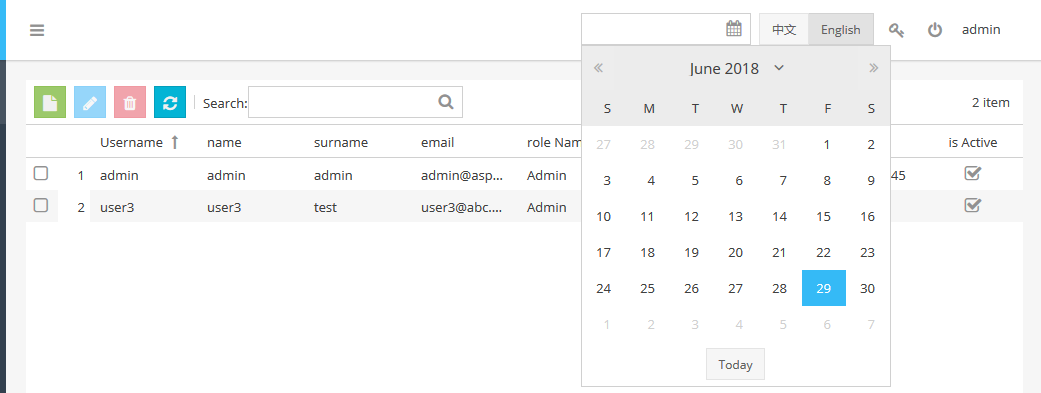 中文 English admin
« June 2018 »
S M T W T F S
27 28 29 30 31 1 2
3 4 5 6 7 8 9
10 11 12 13 14 15 16
17 18 19 20 21 22 23
24 25 26 27 28 29 30
1 2 3 4 5 6 7
Today
Search:
2 item
Username name surname email role Nam is Active
1 admin admin admin admin@asp... Admin 45
2 user3 user3 test user3@abc.... Admin